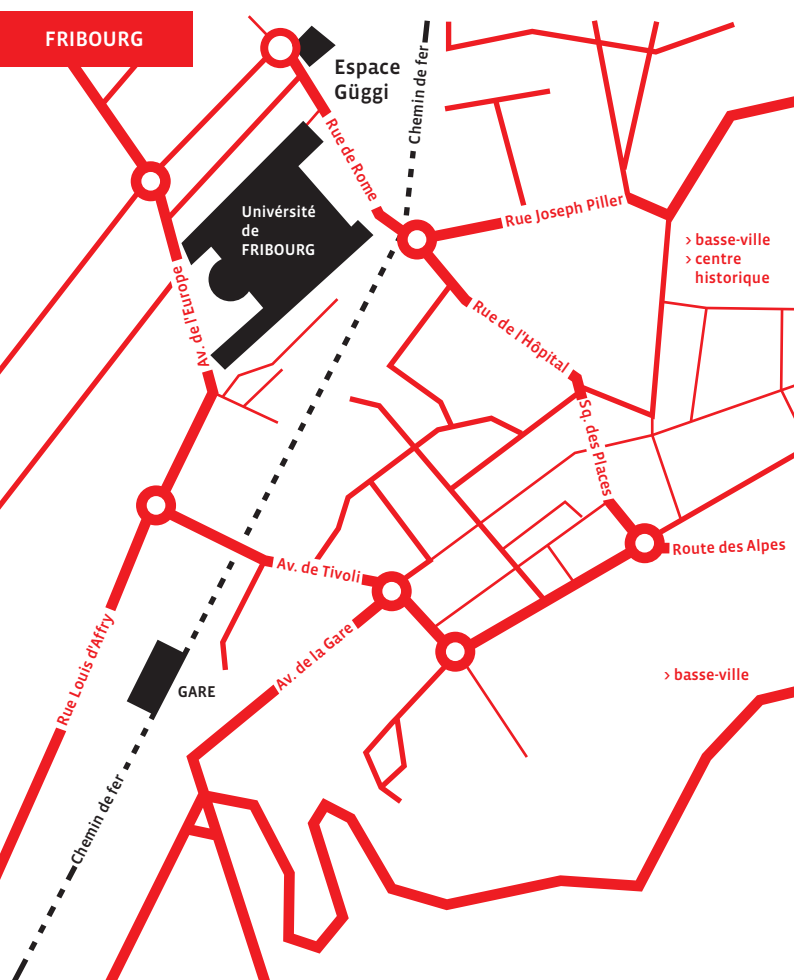 FRIBOURG
Espace
Güggi
Chemin de fer
Rue de Rome
Univérsité
de
FRIBOURG
Rue Joseph Piller
› basse-ville
› centre
historique
Av. de l'Europe
Rue de l'Hôpital
Sq. des Places
Route des Alpes
Av. de Tivoli
Av. de la Gare
Rue Louis d'Affry
GARE
› basse-ville
Chemin de fer